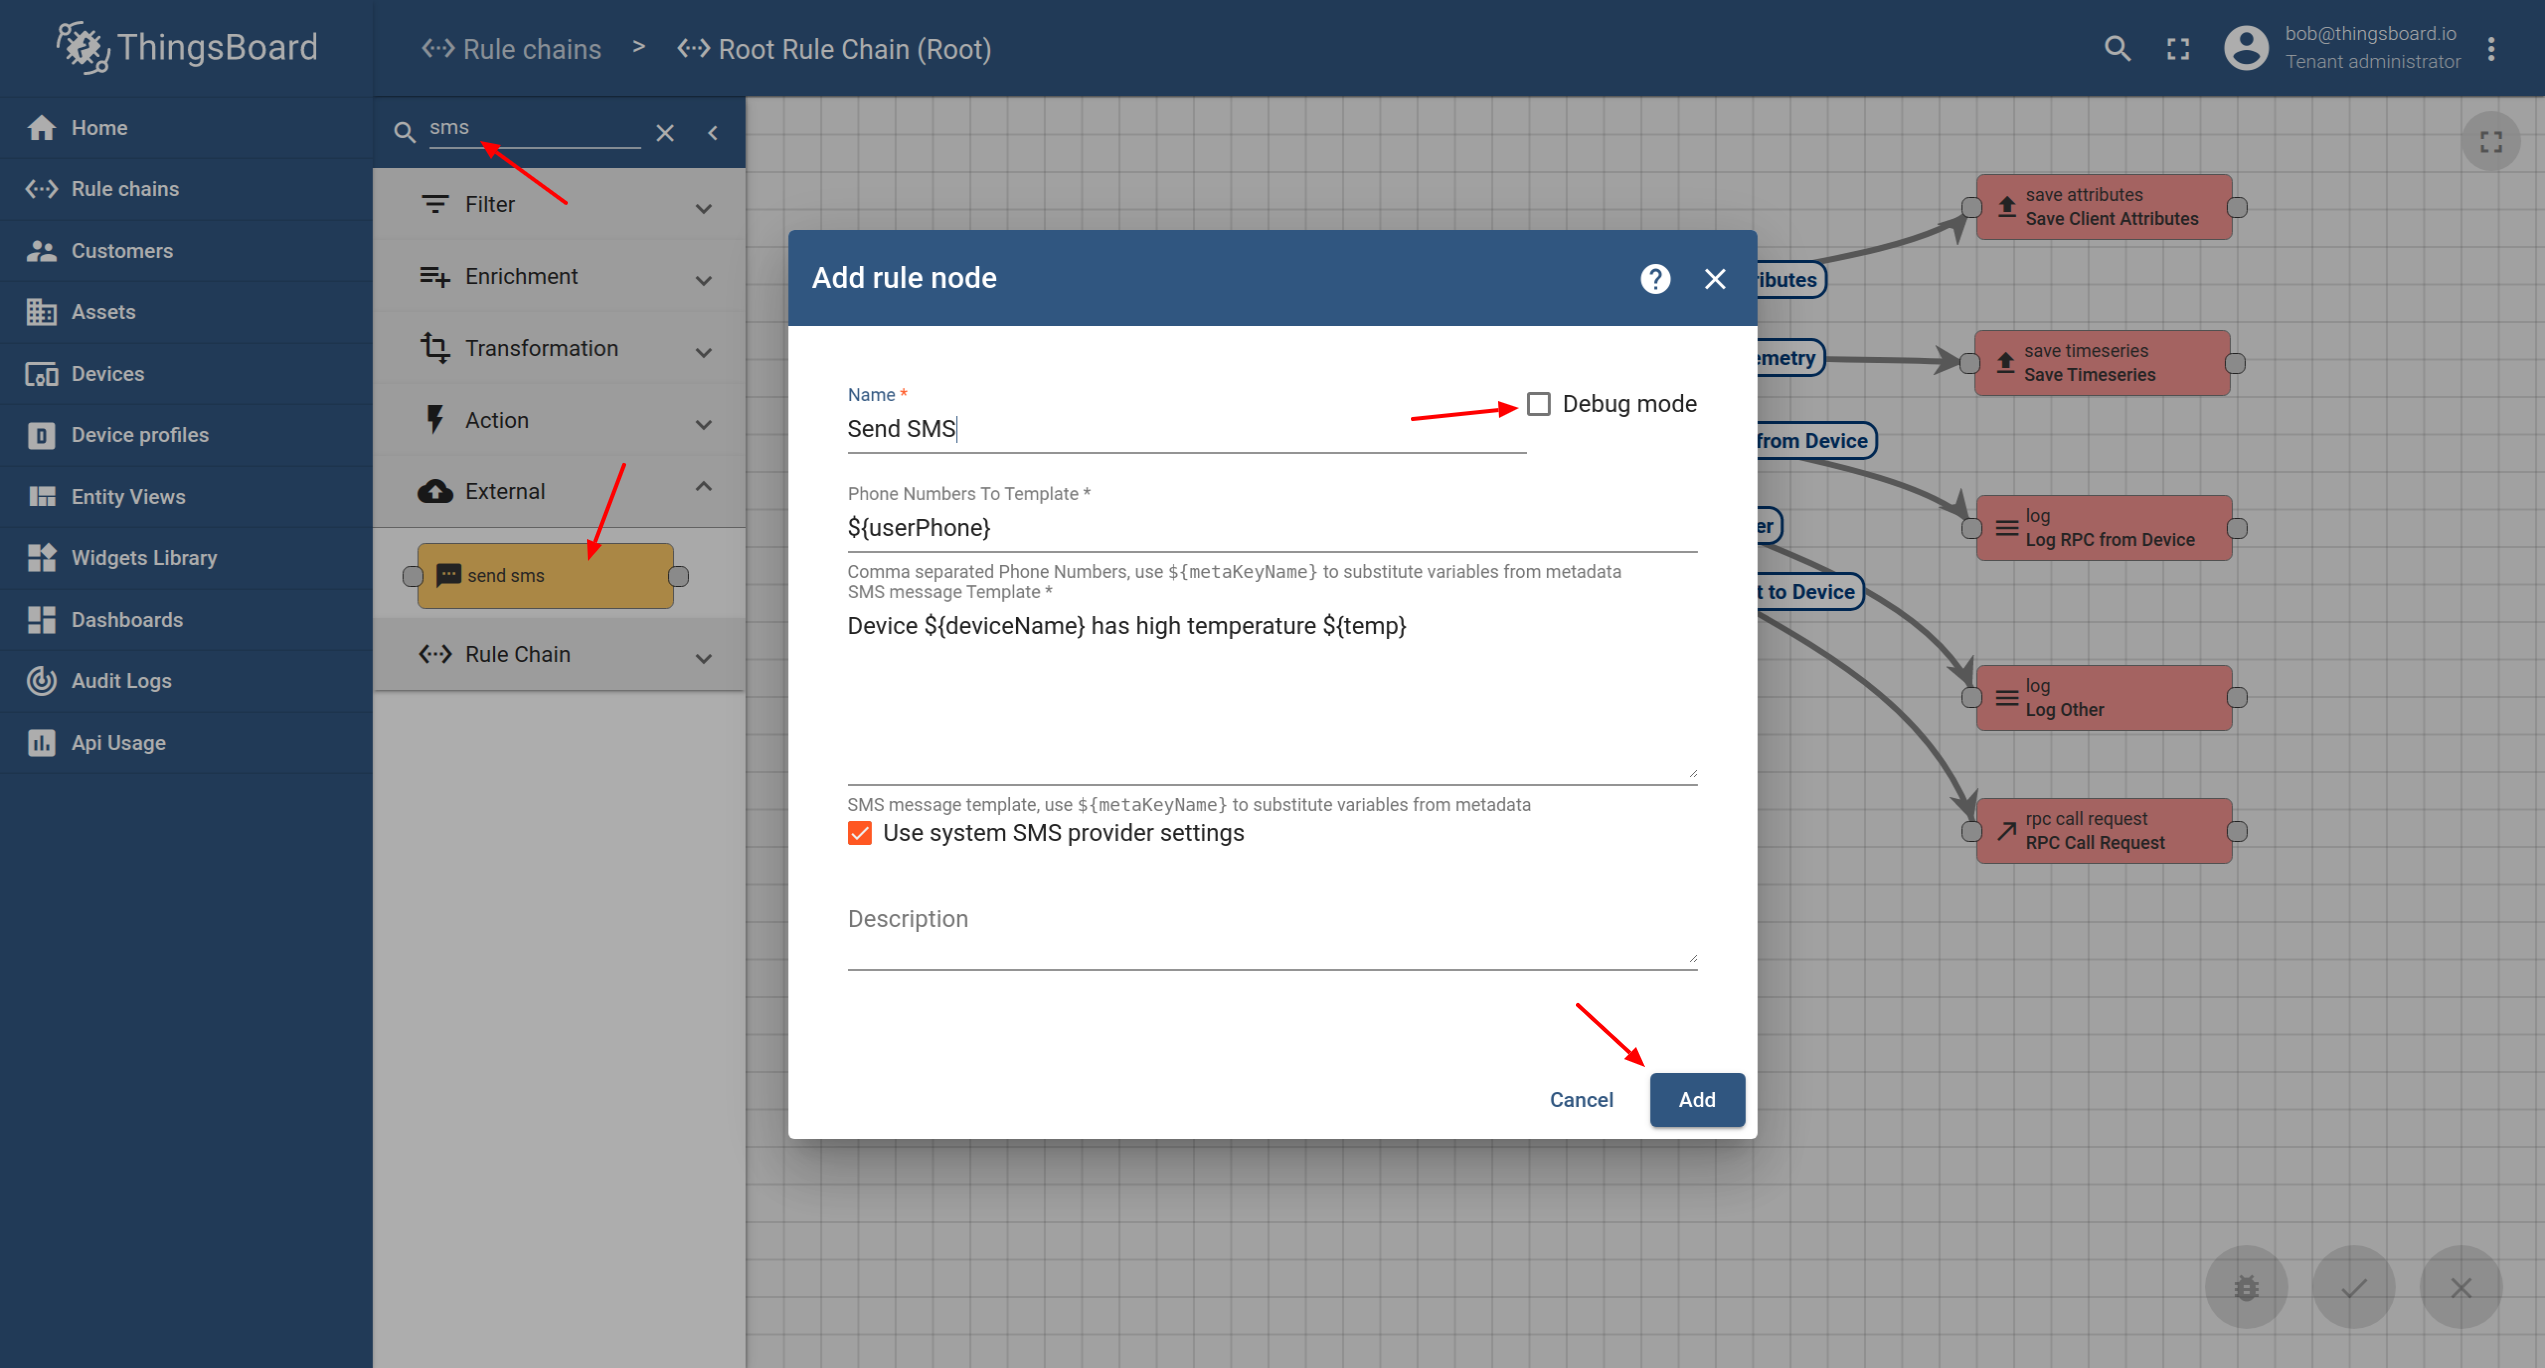 ThingsBoard
Rule chains > Root Rule Chain (Root)
bob@thingsboard.io
Tenant administrator
Home
Rule chains
Customers
Assets
Devices
Device profiles
Entity Views
Widgets Library
Dashboards
Audit Logs
Api Usage
sms
Filter
Enrichment
Transformation
Action
External
send sms
Rule Chain
Add rule node
Name *
Send SMS
Debug mode
Phone Numbers To Template *
${userPhone}
Comma separated Phone Numbers, use ${metaKeyName} to substitute variables from metadata
SMS message Template *
Device ${deviceName} has high temperature ${temp}
SMS message template, use ${metaKeyName} to substitute variables from metadata
Use system SMS provider settings
Description
Cancel
Add
ributes
emetry
from Device
er
t to Device
save attributes
Save Client Attributes
save timeseries
Save Timeseries
log
Log RPC from Device
log
Log Other
rpc call request
RPC Call Request